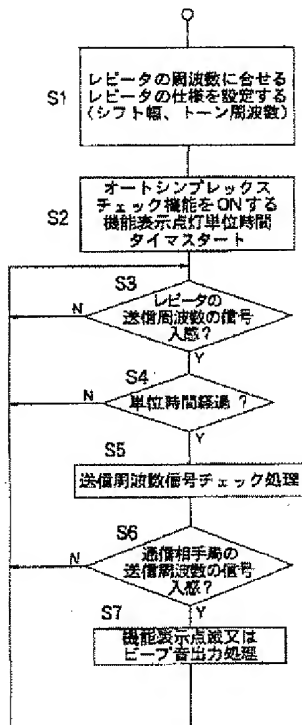 S1
レピータの周波数に合せる
レピータの仕様を設定する
(シフト幅、トーン周波数)
S2
オートシンプレックス
チェック機能をONする
機能表示点灯単位時間
タイマスタート
S3
N
レピータの
送信周波数の信号
入感?
Y
S4
N
単位時間経過 ?
Y
S5
送信周波数信号チェック処理
S6
N
通信相手局の
送信周波数の信号
入感?
Y
S7
機能表示点滅又は
ビープ音出力処理